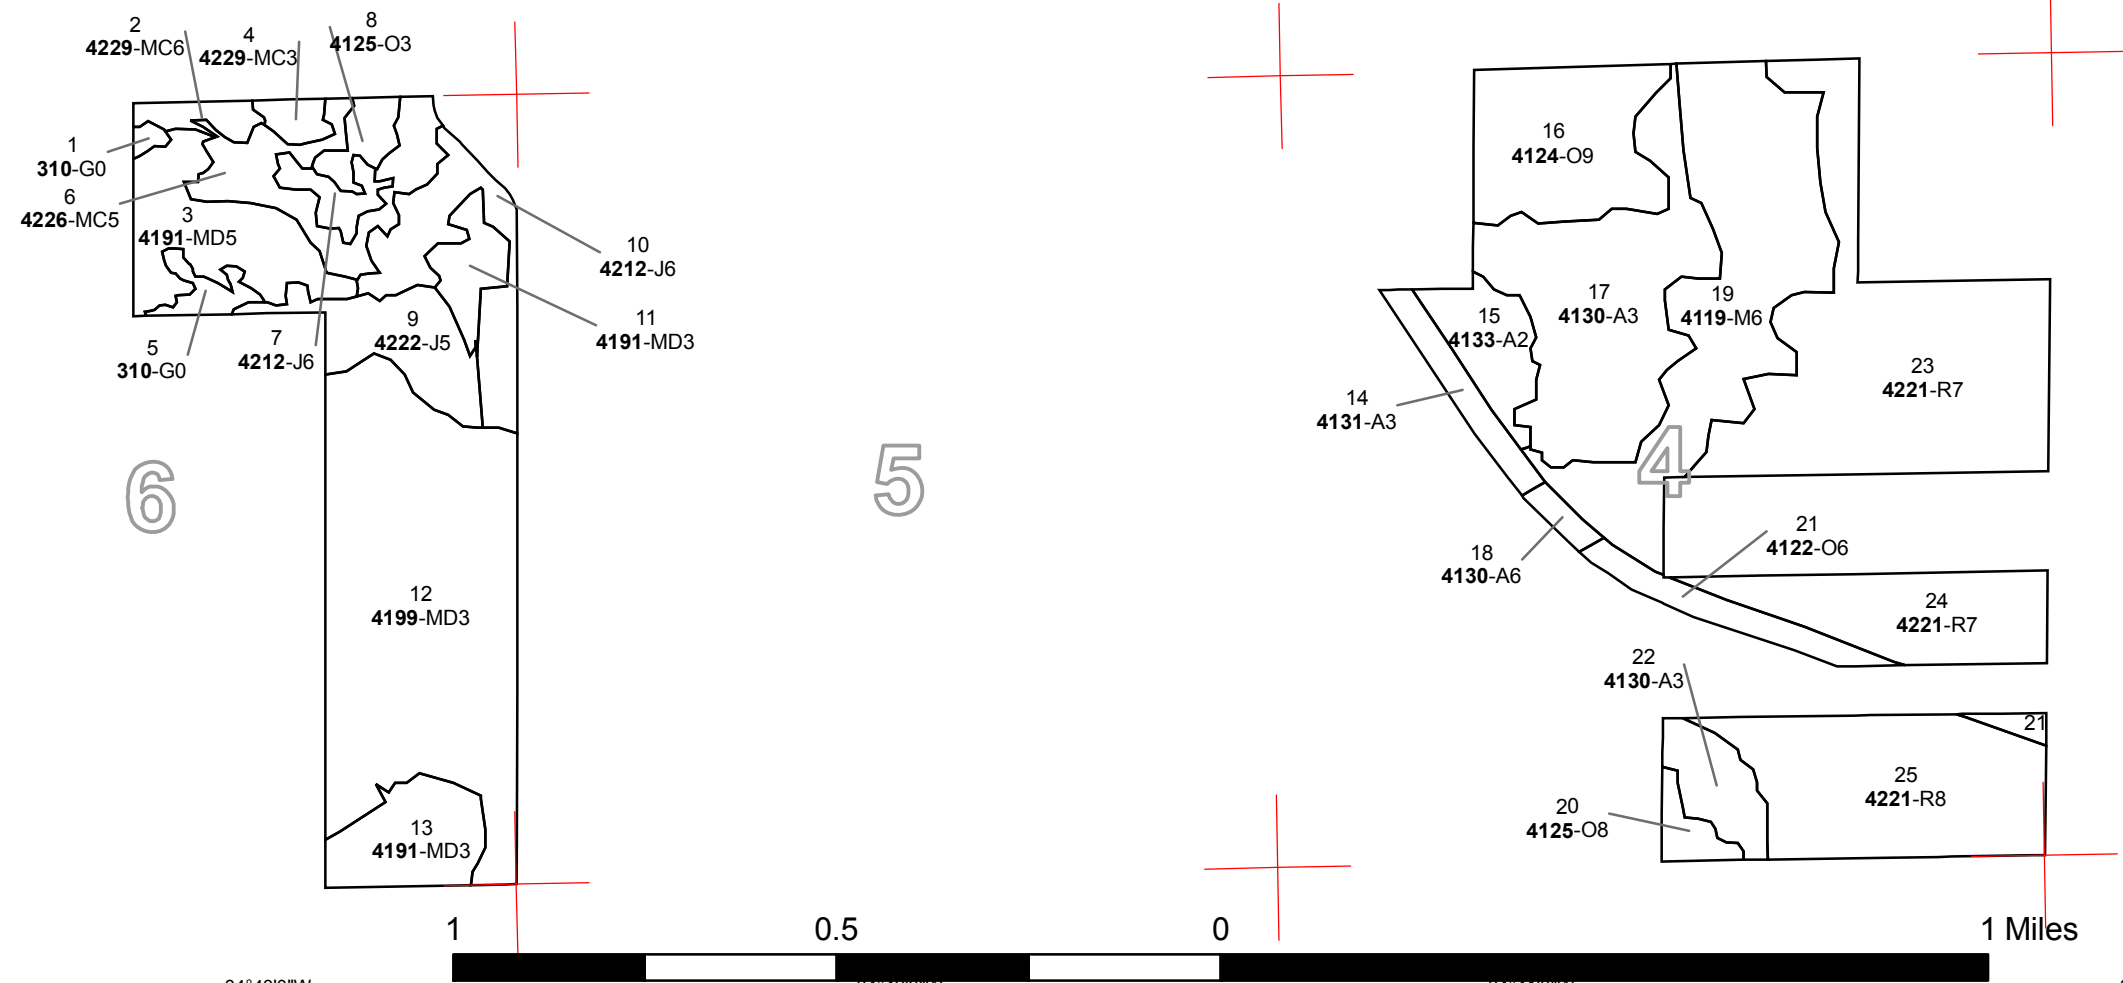 2
4229-MC6
4
4229-MC3
8
4125-O3
1
310-G0
6
4226-MC5
3
4191-MD5
5
310-G0
7
4212-J6
9
4222-J5
10
4212-J6
11
4191-MD3
12
4199-MD3
13
4191-MD3
6
5
4
16
4124-O9
17
4130-A3
15
4133-A2
19
4119-M6
14
4131-A3
23
4221-R7
18
4130-A6
21
4122-O6
24
4221-R7
22
4130-A3
21
25
4221-R8
20
4125-O8
1 0.5 0 1 Miles